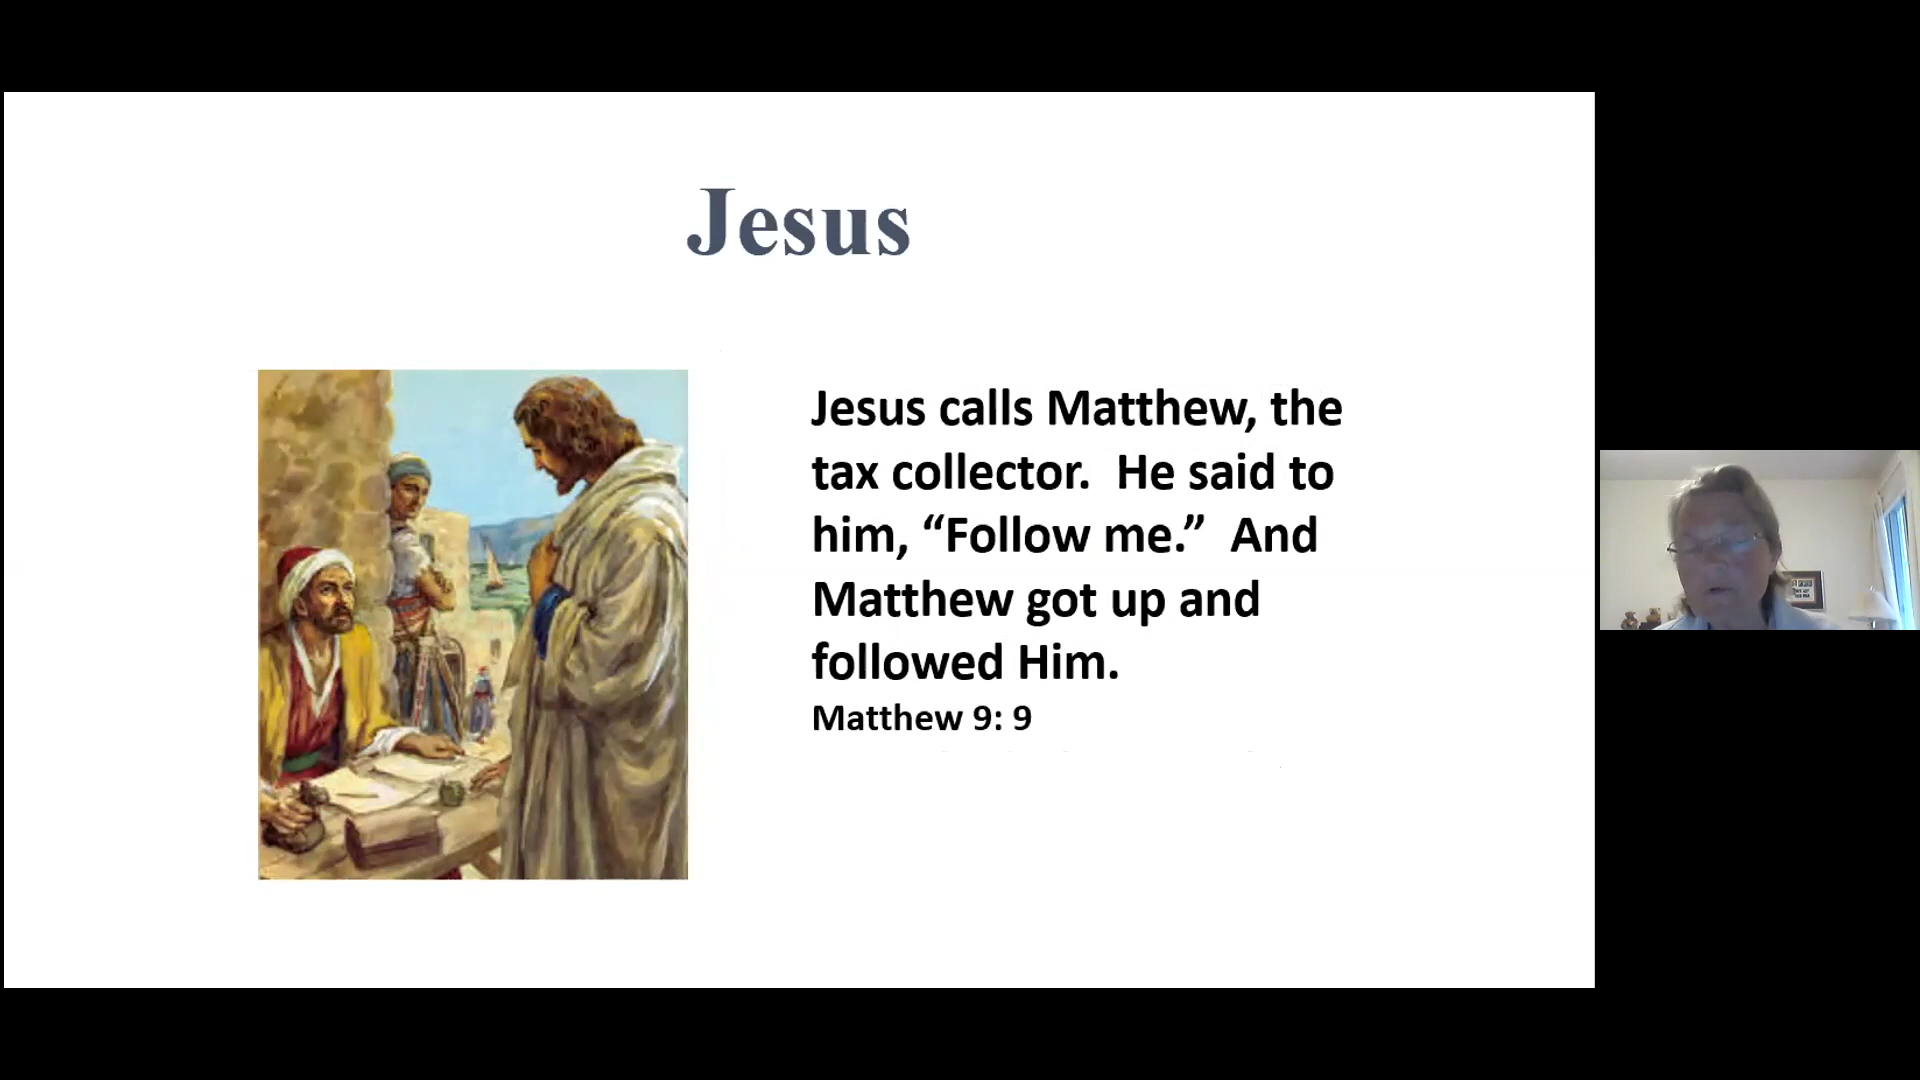 Jesus
Jesus calls Matthew, the
tax collector.  He said to
him, “Follow me.”  And
Matthew got up and
followed Him.
Matthew 9: 9